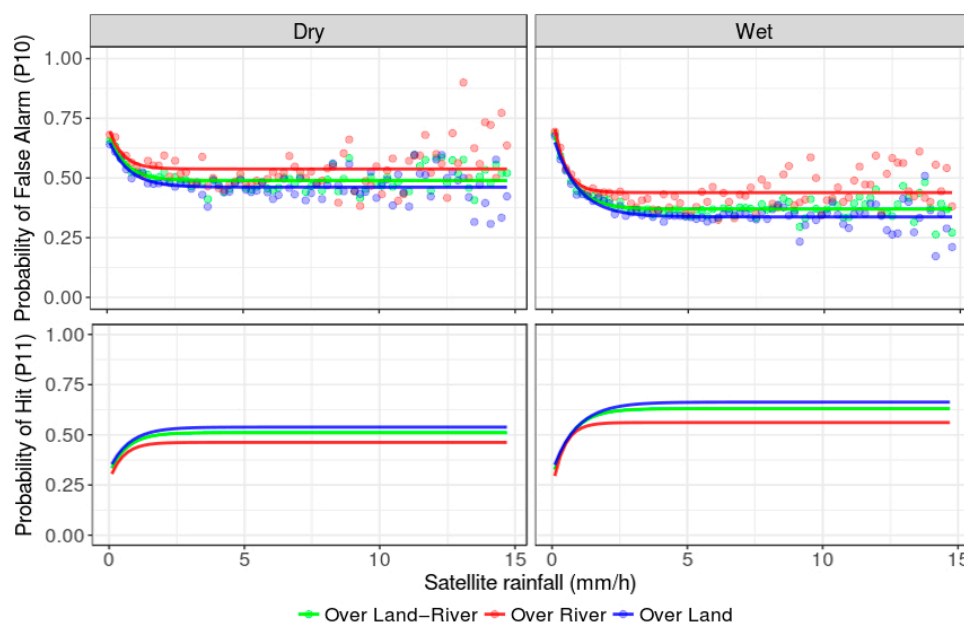 Dry Wet
Probability of False Alarm (P10)
1.00
0.75
0.50
0.25
0.00
Probability of Hit (P11)
1.00
0.75
0.50
0.25
0.00
0 5 10 15 0 5 10 15
Satellite rainfall (mm/h)
Over Land−River Over River Over Land